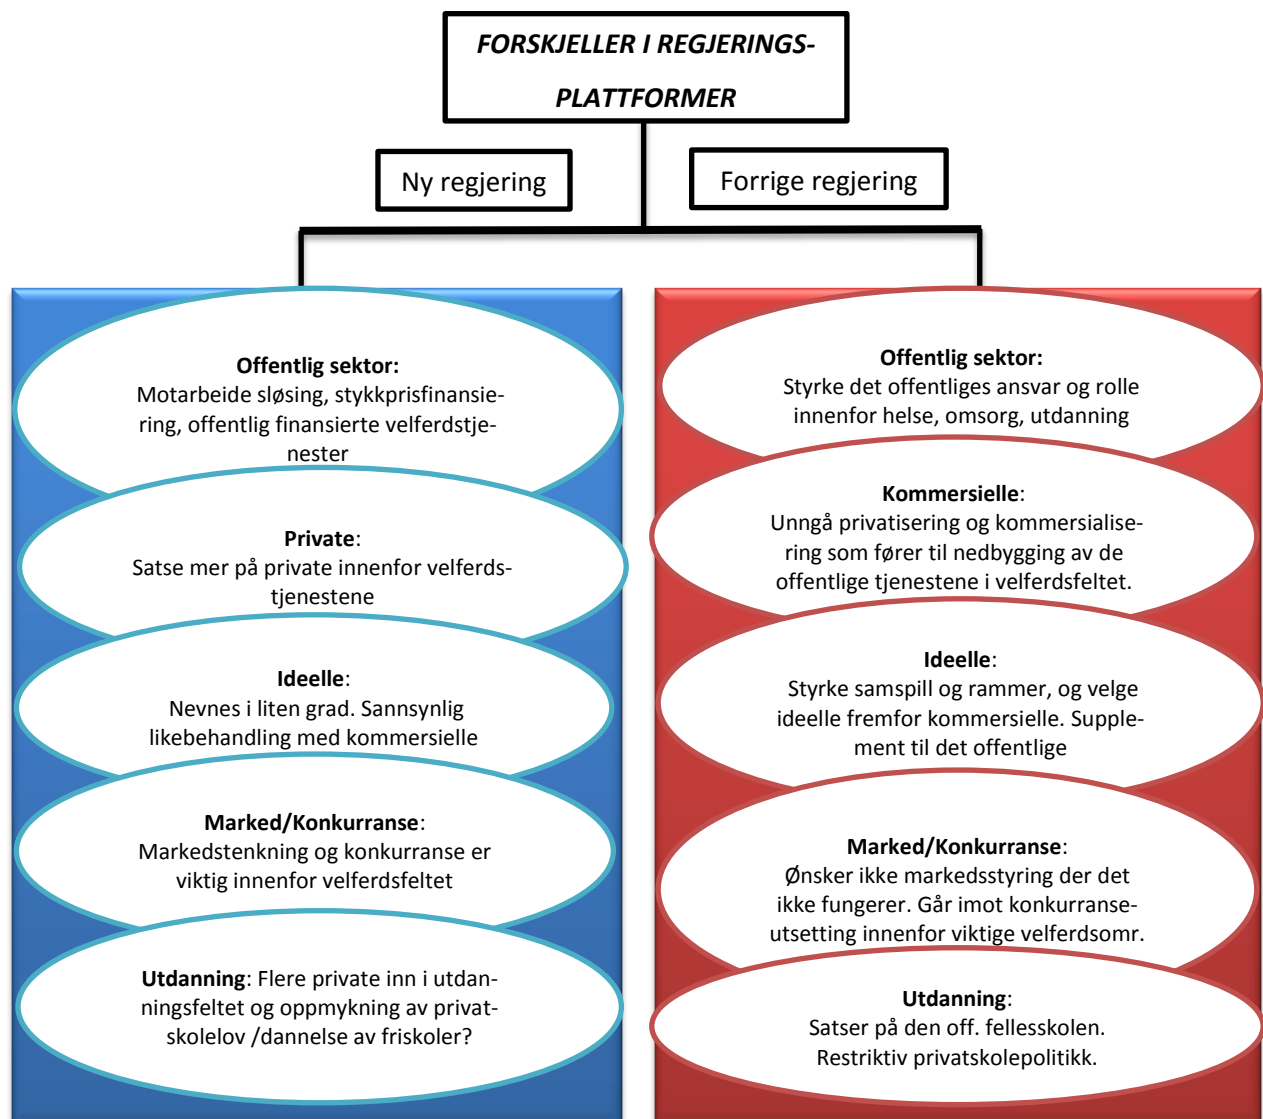 FORSKJELLER I REGJERINGS-
PLATTFORMER
Ny regjering
Forrige regjering
Offentlig sektor:
Motarbeide sløsing, stykkprisfinansie-
ring, offentlig finansierte velferdstje-
nester
Private:
Satse mer på private innenfor velferds-
tjenestene
Ideelle:
Nevnes i liten grad. Sannsynlig
likebehandling med kommersielle
Marked/Konkurranse:
Markedstenkning og konkurranse er
viktig innenfor velferdsfeltet
Utdanning: Flere private inn i utdan-
ningsfeltet og oppmykning av privat-
skolelov /dannelse av friskoler?
Offentlig sektor:
Styrke det offentliges ansvar og rolle
innenfor helse, omsorg, utdanning
Kommersielle:
Unngå privatisering og kommersialise-
ring som fører til nedbygging av de
offentlige tjenestene i velferdsfeltet.
Ideelle:
Styrke samspill og rammer, og velge
ideelle fremfor kommersielle. Supple-
ment til det offentlige
Marked/Konkurranse:
Ønsker ikke markedsstyring der det
ikke fungerer. Går imot konkurranse-
utsetting innenfor viktige velferdsomr.
Utdanning:
Satser på den off. fellesskolen.
Restriktiv privatskolepolitikk.